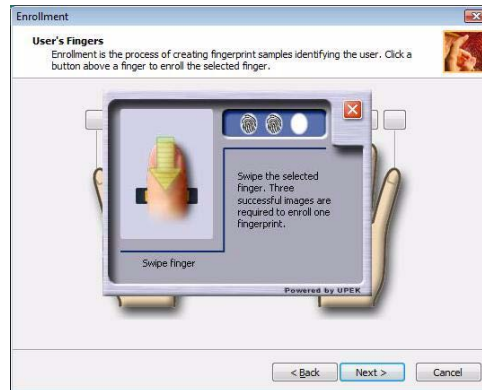 Enrollment
User's Fingers
Enrollment is the process of creating fingerprint samples identifying the user. Click a
button above a finger to enroll the selected finger.
Swipe the selected
finger. Three
successful images are
required to enroll one
fingerprint.
Swipe finger
Powered by UPEK
< Back
Next >
Cancel